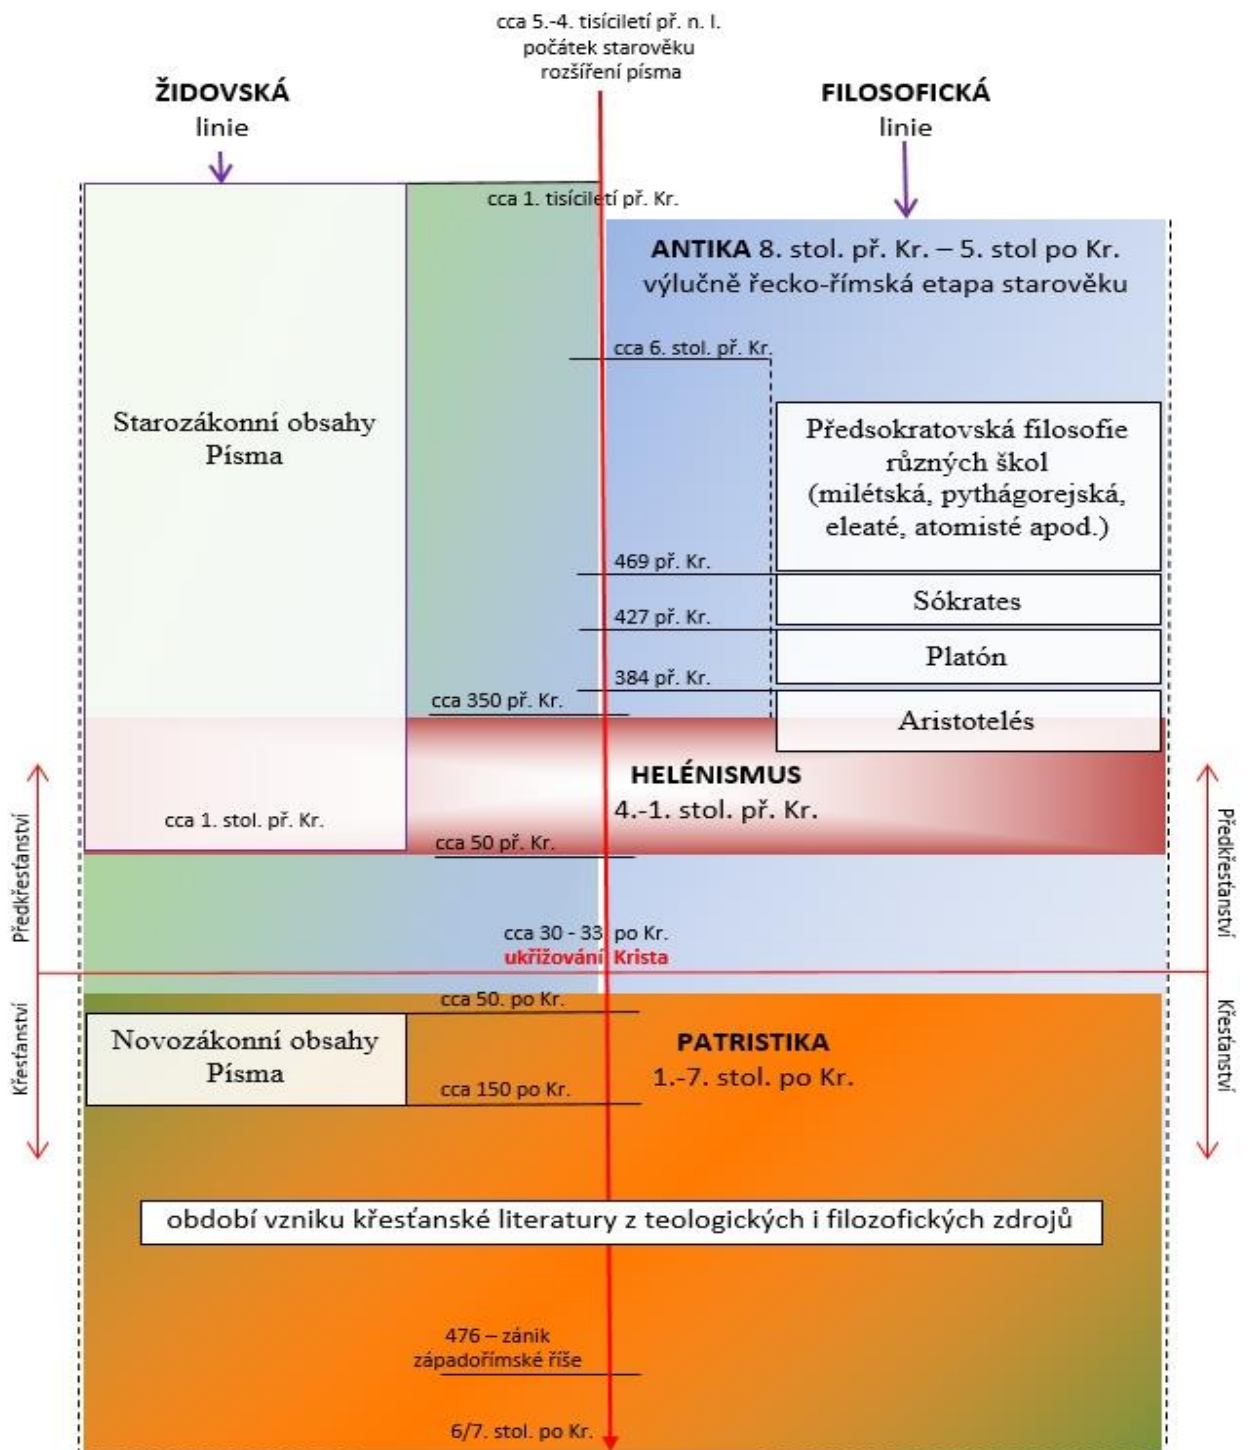 cca 5.-4. tisíciletí př. n. l.
počátek starověku
rozšíření písma
ŽIDOVSKÁ
linie
FILOSOFICKÁ
linie
cca 1. tisíciletí př. Kr.
ANTIKA 8. stol. př. Kr. – 5. stol po Kr.
výlučně řecko-římská etapa starověku
cca 6. stol. př. Kr.
Starozákonní obsahy
Písma
Předsokratovská filosofie
různých škol
(milétská, pythágorejská,
eleaté, atomisté apod.)
469 př. Kr.
Sókrates
427 př. Kr.
Platón
384 př. Kr.
cca 350 př. Kr.
Aristotelés
HELÉNISMUS
4.-1. stol. př. Kr.
cca 1. stol. př. Kr.
cca 50 př. Kr.
Předkřesťanství
Předkřesťanství
cca 30 - 33 po Kr.
ukřižování Krista
Křesťanství
Křesťanství
cca 50. po Kr.
Novozákonní obsahy
Písma
PATRISTIKA
1.-7. stol. po Kr.
cca 150 po Kr.
období vzniku křesťanské literatury z teologických i filozofických zdrojů
476 – zánik
západořímské říše
6/7. stol. po Kr.